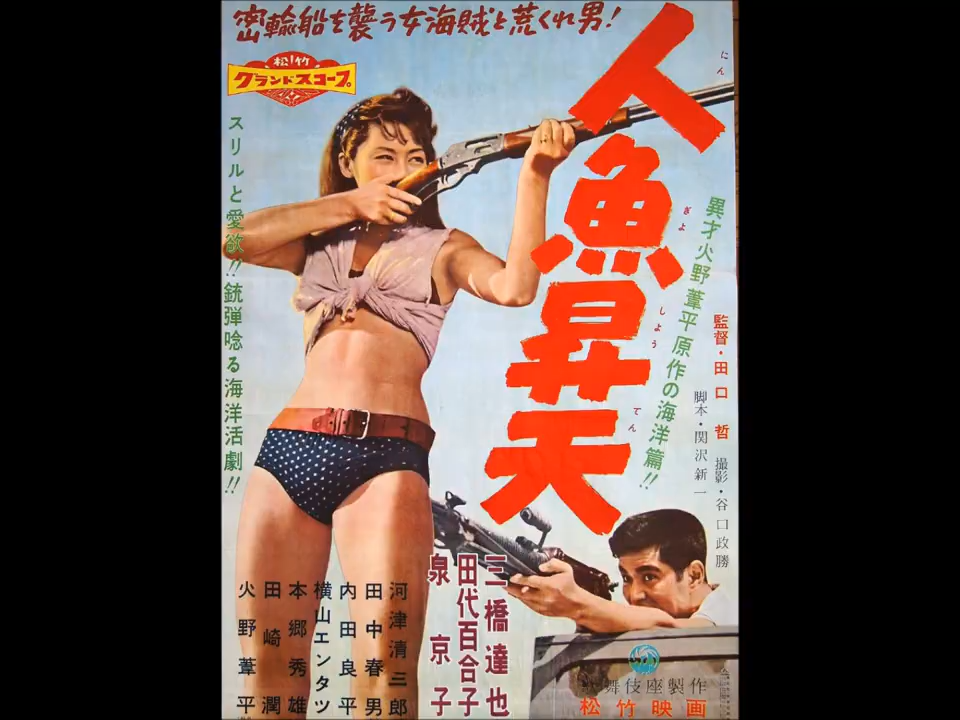 密輸船を襲う女海賊と荒くれ男!
松竹
グランドスコープ
人魚昇天
にん
ぎよ
しよう
てん
異才火野葦平原作の海洋篇!!
監督・田口哲
脚本・関沢新一
撮影・谷口政勝
スリルと愛欲!!銃弾唸る海洋活劇!!
三橋達也
田代百合子
泉京子
河津清三郎
田中春男
内田良平
横山エンタツ
本郷秀雄
田崎潤
火野葦平
歌舞伎座製作
松竹映画